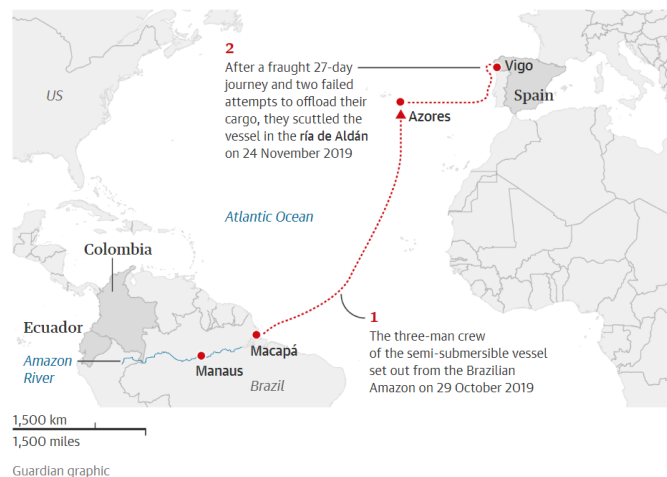 2
After a fraught 27-day
journey and two failed
attempts to offload their
cargo, they scuttled the
vessel in the ría de Aldán
on 24 November 2019
US
Vigo
Spain
Azores
Atlantic Ocean
Colombia
Ecuador
Amazon
River
Manaus
Macapá
Brazil
1
The three-man crew
of the semi-submersible vessel
set out from the Brazilian
Amazon on 29 October 2019
1,500 km
1,500 miles
Guardian graphic